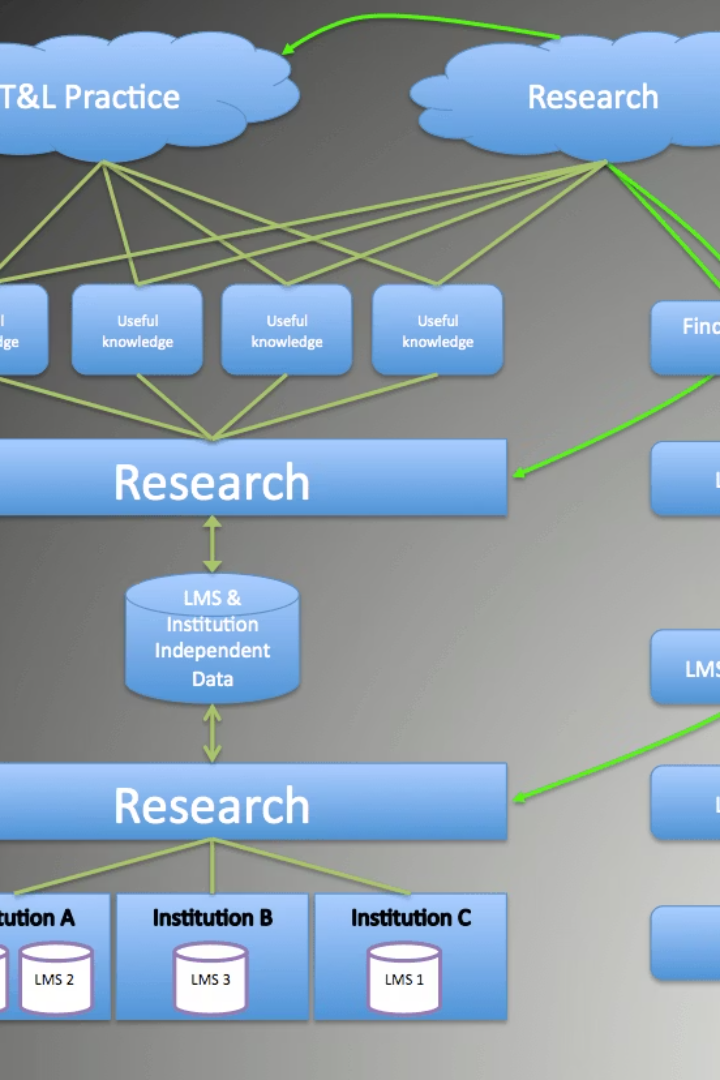 T&L Practice
Research
Useful
knowledge
Useful
knowledge
Useful
knowledge
Research
LMS &
Institution
Independent
Data
LMS
Research
Institution B
Institution C
LMS 2
LMS 3
LMS 1